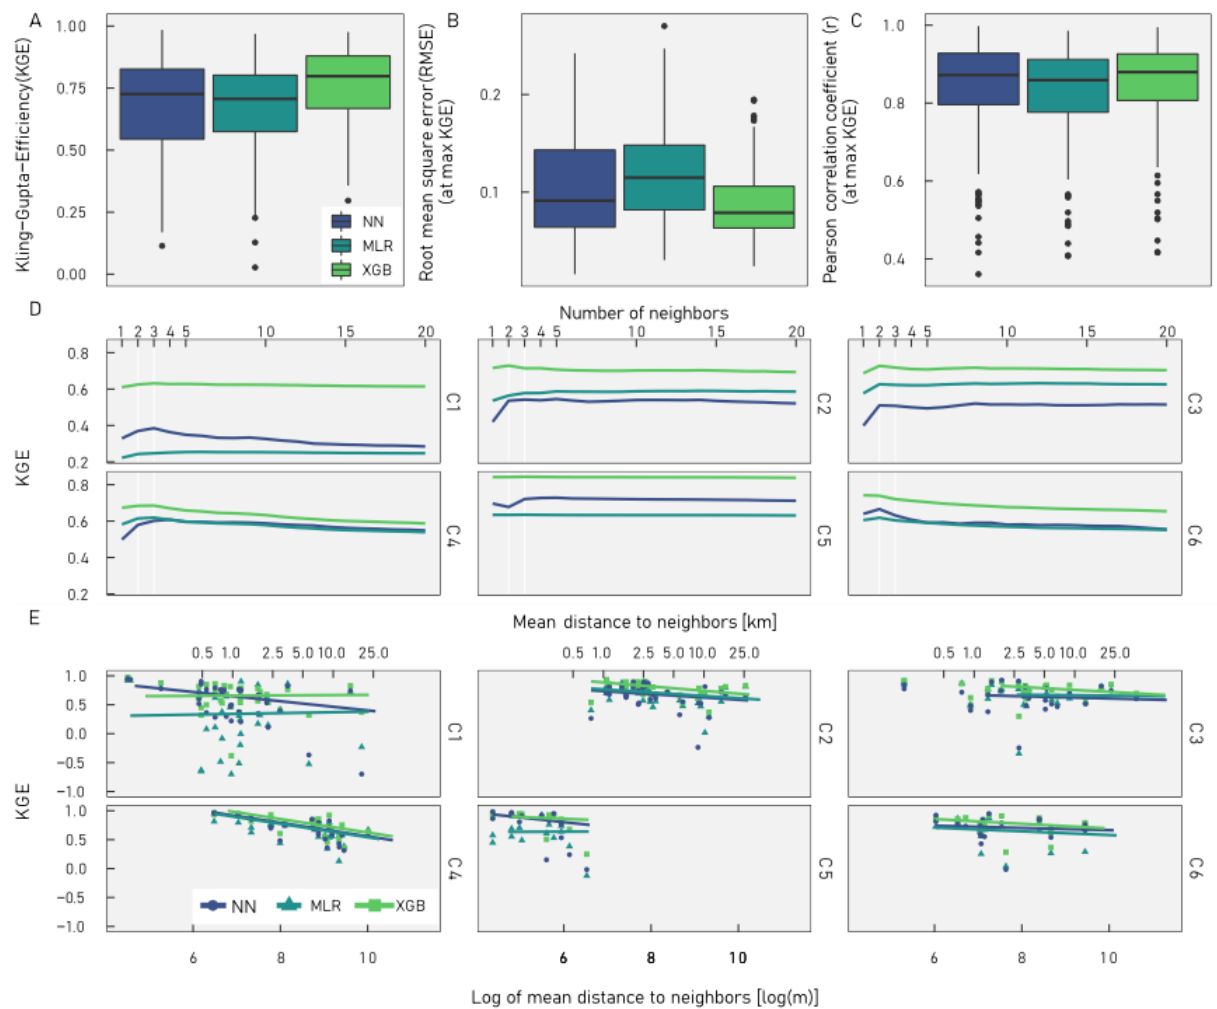 A
B
C
Kling-Gupta-Efficiency(KGE)
1.00
0.75
0.50
0.25
0.00
NN
MLR
XGB
Root mean square error(RMSE)
(at max KGE)
0.2
0.1
Pearson correlation coefficient (r)
(at max KGE)
1.0
0.8
0.6
0.4
D
Number of neighbors
1 2 3 4 5 10 15 20
1 2 3 4 5 10 15 20
1 2 3 4 5 10 15 20
KGE
0.8
0.6
0.4
0.2
C1
C2
C3
0.8
0.6
0.4
0.2
C4
C5
C6
E
Mean distance to neighbors [km]
0.5 1.0 2.5 5.0 10.0 25.0
0.5 1.0 2.5 5.0 10.0 25.0
0.5 1.0 2.5 5.0 10.0 25.0
KGE
1.0
0.5
0.0
−0.5
−1.0
C1
C2
C3
1.0
0.5
0.0
−0.5
−1.0
C4
C5
C6
NN MLR XGB
6 8 10
6 8 10
6 8 10
Log of mean distance to neighbors [log(m)]